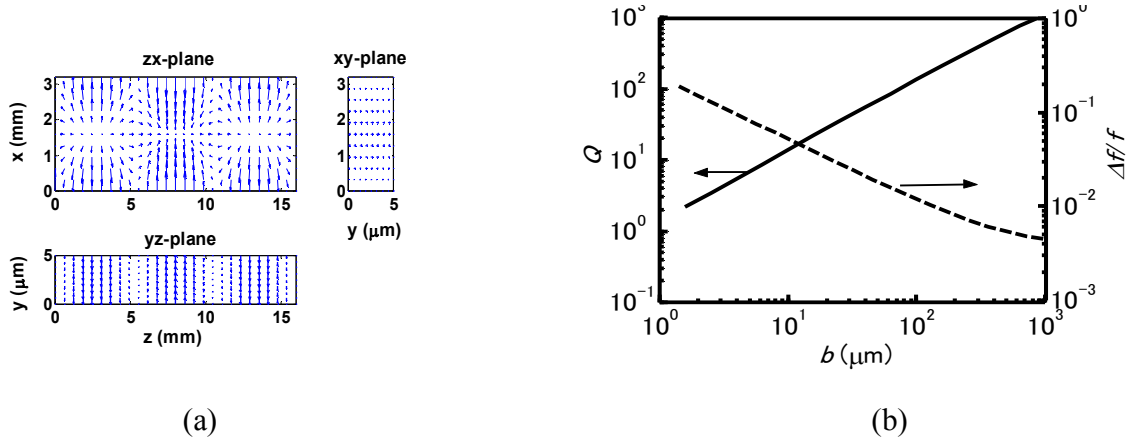 zx-plane
x (mm)
3
2
1
0
0 5 10 15
xy-plane
3
2
1
0
0 5
y (μm)
yz-plane
y (μm)
5
0
0 5 10 15
z (mm)
(a)
Q
10³
10²
10¹
10⁰
10⁻¹
10⁰ 10¹ 10² 10³
b (μm)
10⁰
10⁻¹
10⁻²
10⁻³
Δf/f
(b)